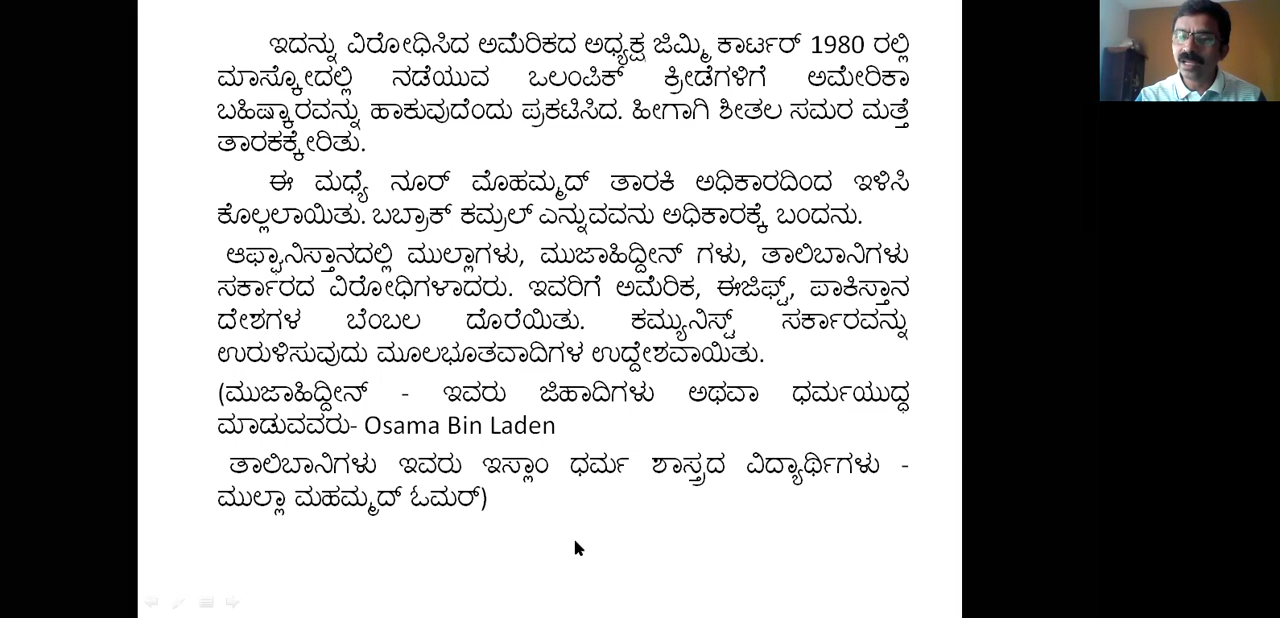 ಇದನ್ನು ವಿರೋಧಿಸಿದ ಅಮೆರಿಕದ ಅಧ್ಯಕ್ಷ ಜಿಮ್ಮಿ ಕಾರ್ಟರ್ 1980 ರಲ್ಲಿ
ಮಾಸ್ಕೋದಲ್ಲಿ ನಡೆಯುವ ಒಲಂಪಿಕ್ ಕ್ರೀಡೆಗಳಿಗೆ ಅಮೇರಿಕಾ
ಬಹಿಷ್ಕಾರವನ್ನು ಹಾಕುವುದೆಂದು ಪ್ರಕಟಿಸಿದ. ಹೀಗಾಗಿ ಶೀತಲ ಸಮರ ಮತ್ತೆ
ತಾರಕಕ್ಕೇರಿತು.
ಈ ಮಧ್ಯೆ ನೂರ್ ಮೊಹಮ್ಮದ್ ತಾರಕಿ ಅಧಿಕಾರದಿಂದ ಇಳಿಸಿ
ಕೊಲ್ಲಲಾಯಿತು. ಬಬ್ರಾಕ್ ಕಮ್ರಲ್ ಎನ್ನುವವನು ಅಧಿಕಾರಕ್ಕೆ ಬಂದನು.
ಆಫ್ಘಾನಿಸ್ತಾನದಲ್ಲಿ ಮುಲ್ಲಾಗಳು, ಮುಜಾಹಿದ್ದೀನ್ ಗಳು, ತಾಲಿಬಾನಿಗಳು
ಸರ್ಕಾರದ ವಿರೋಧಿಗಳಾದರು. ಇವರಿಗೆ ಅಮೆರಿಕ, ಈಜಿಫ್ಟ್, ಪಾಕಿಸ್ತಾನ
ದೇಶಗಳ ಬೆಂಬಲ ದೊರೆಯಿತು. ಕಮ್ಯುನಿಸ್ಟ್ ಸರ್ಕಾರವನ್ನು
ಉರುಳಿಸುವುದು ಮೂಲಭೂತವಾದಿಗಳ ಉದ್ದೇಶವಾಯಿತು.
(ಮುಜಾಹಿದ್ದೀನ್ - ಇವರು ಜಿಹಾದಿಗಳು ಅಥವಾ ಧರ್ಮಯುದ್ಧ
ಮಾಡುವವರು- Osama Bin Laden
ತಾಲಿಬಾನಿಗಳು ಇವರು ಇಸ್ಲಾಂ ಧರ್ಮ ಶಾಸ್ತ್ರದ ವಿದ್ಯಾರ್ಥಿಗಳು -
ಮುಲ್ಲಾ ಮಹಮ್ಮದ್ ಓಮರ್)